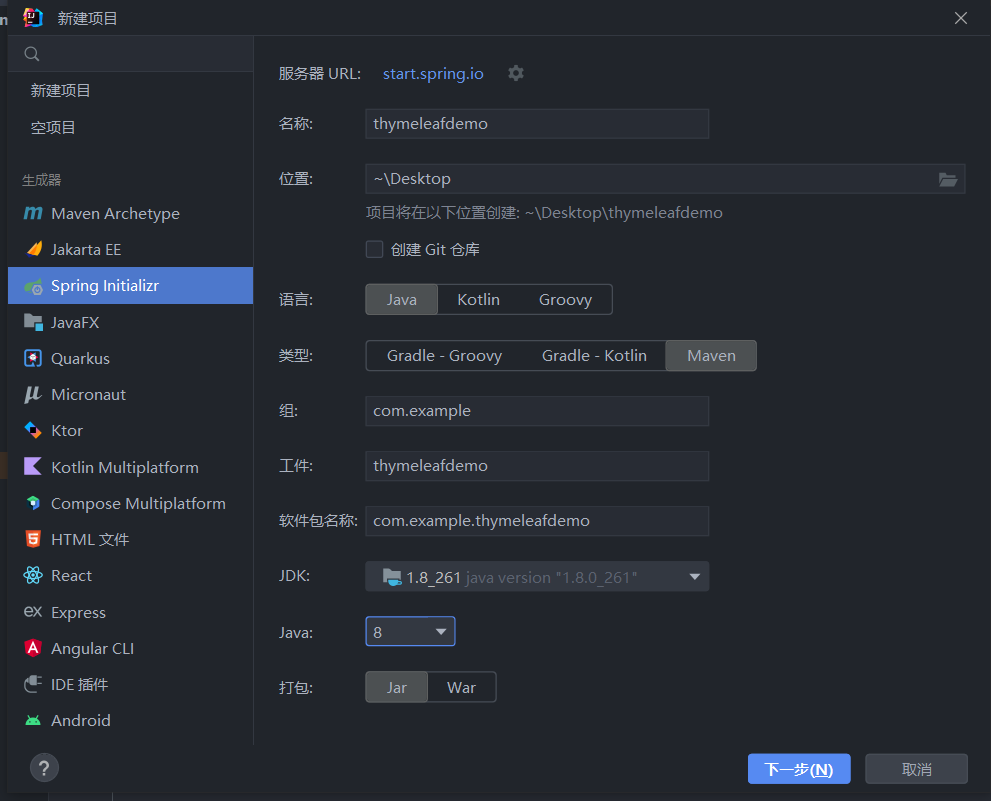 新建项目
新建项目
空项目
生成器
Maven Archetype
Jakarta EE
Spring Initializr
JavaFX
Quarkus
Micronaut
Ktor
Kotlin Multiplatform
Compose Multiplatform
HTML 文件
React
Express
Angular CLI
IDE 插件
Android
服务器 URL: start.spring.io
名称: thymeleafdemo
位置: ~\Desktop
项目将在以下位置创建: ~\Desktop\thymeleafdemo
创建 Git 仓库
语言: Java Kotlin Groovy
类型: Gradle - Groovy Gradle - Kotlin Maven
组: com.example
工件: thymeleafdemo
软件包名称: com.example.thymeleafdemo
JDK: 1.8_261 java version "1.8.0_261"
Java: 8
打包: Jar War
? 下一步(N) 取消